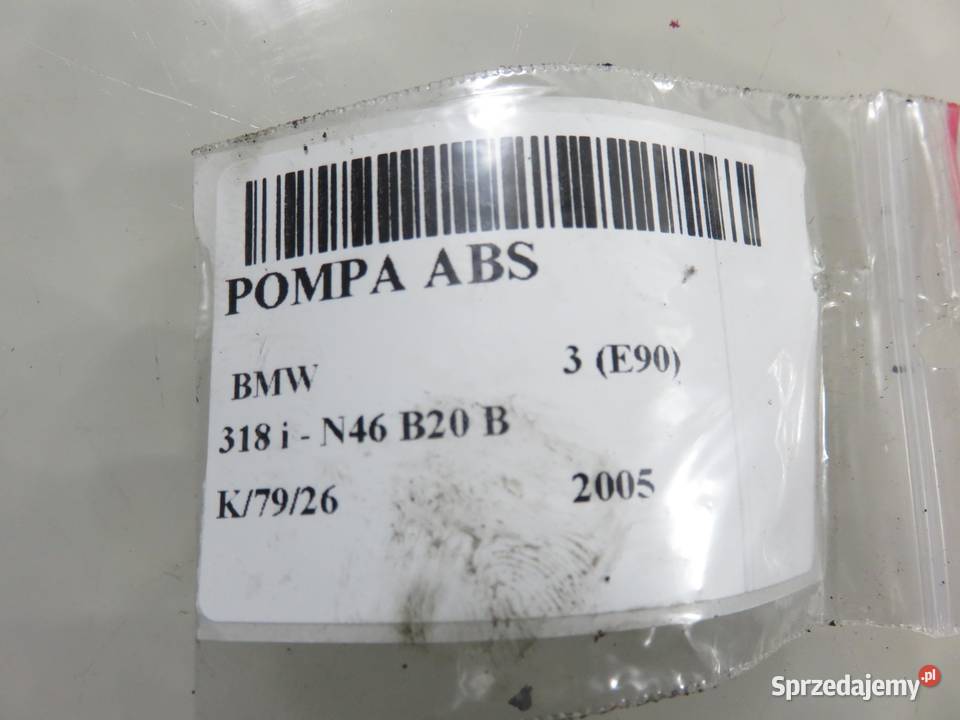 POMPA ABS
BMW 3 (E90)
318 i - N46 B20 B
K/79/26 2005
Sprzedajemy.pl